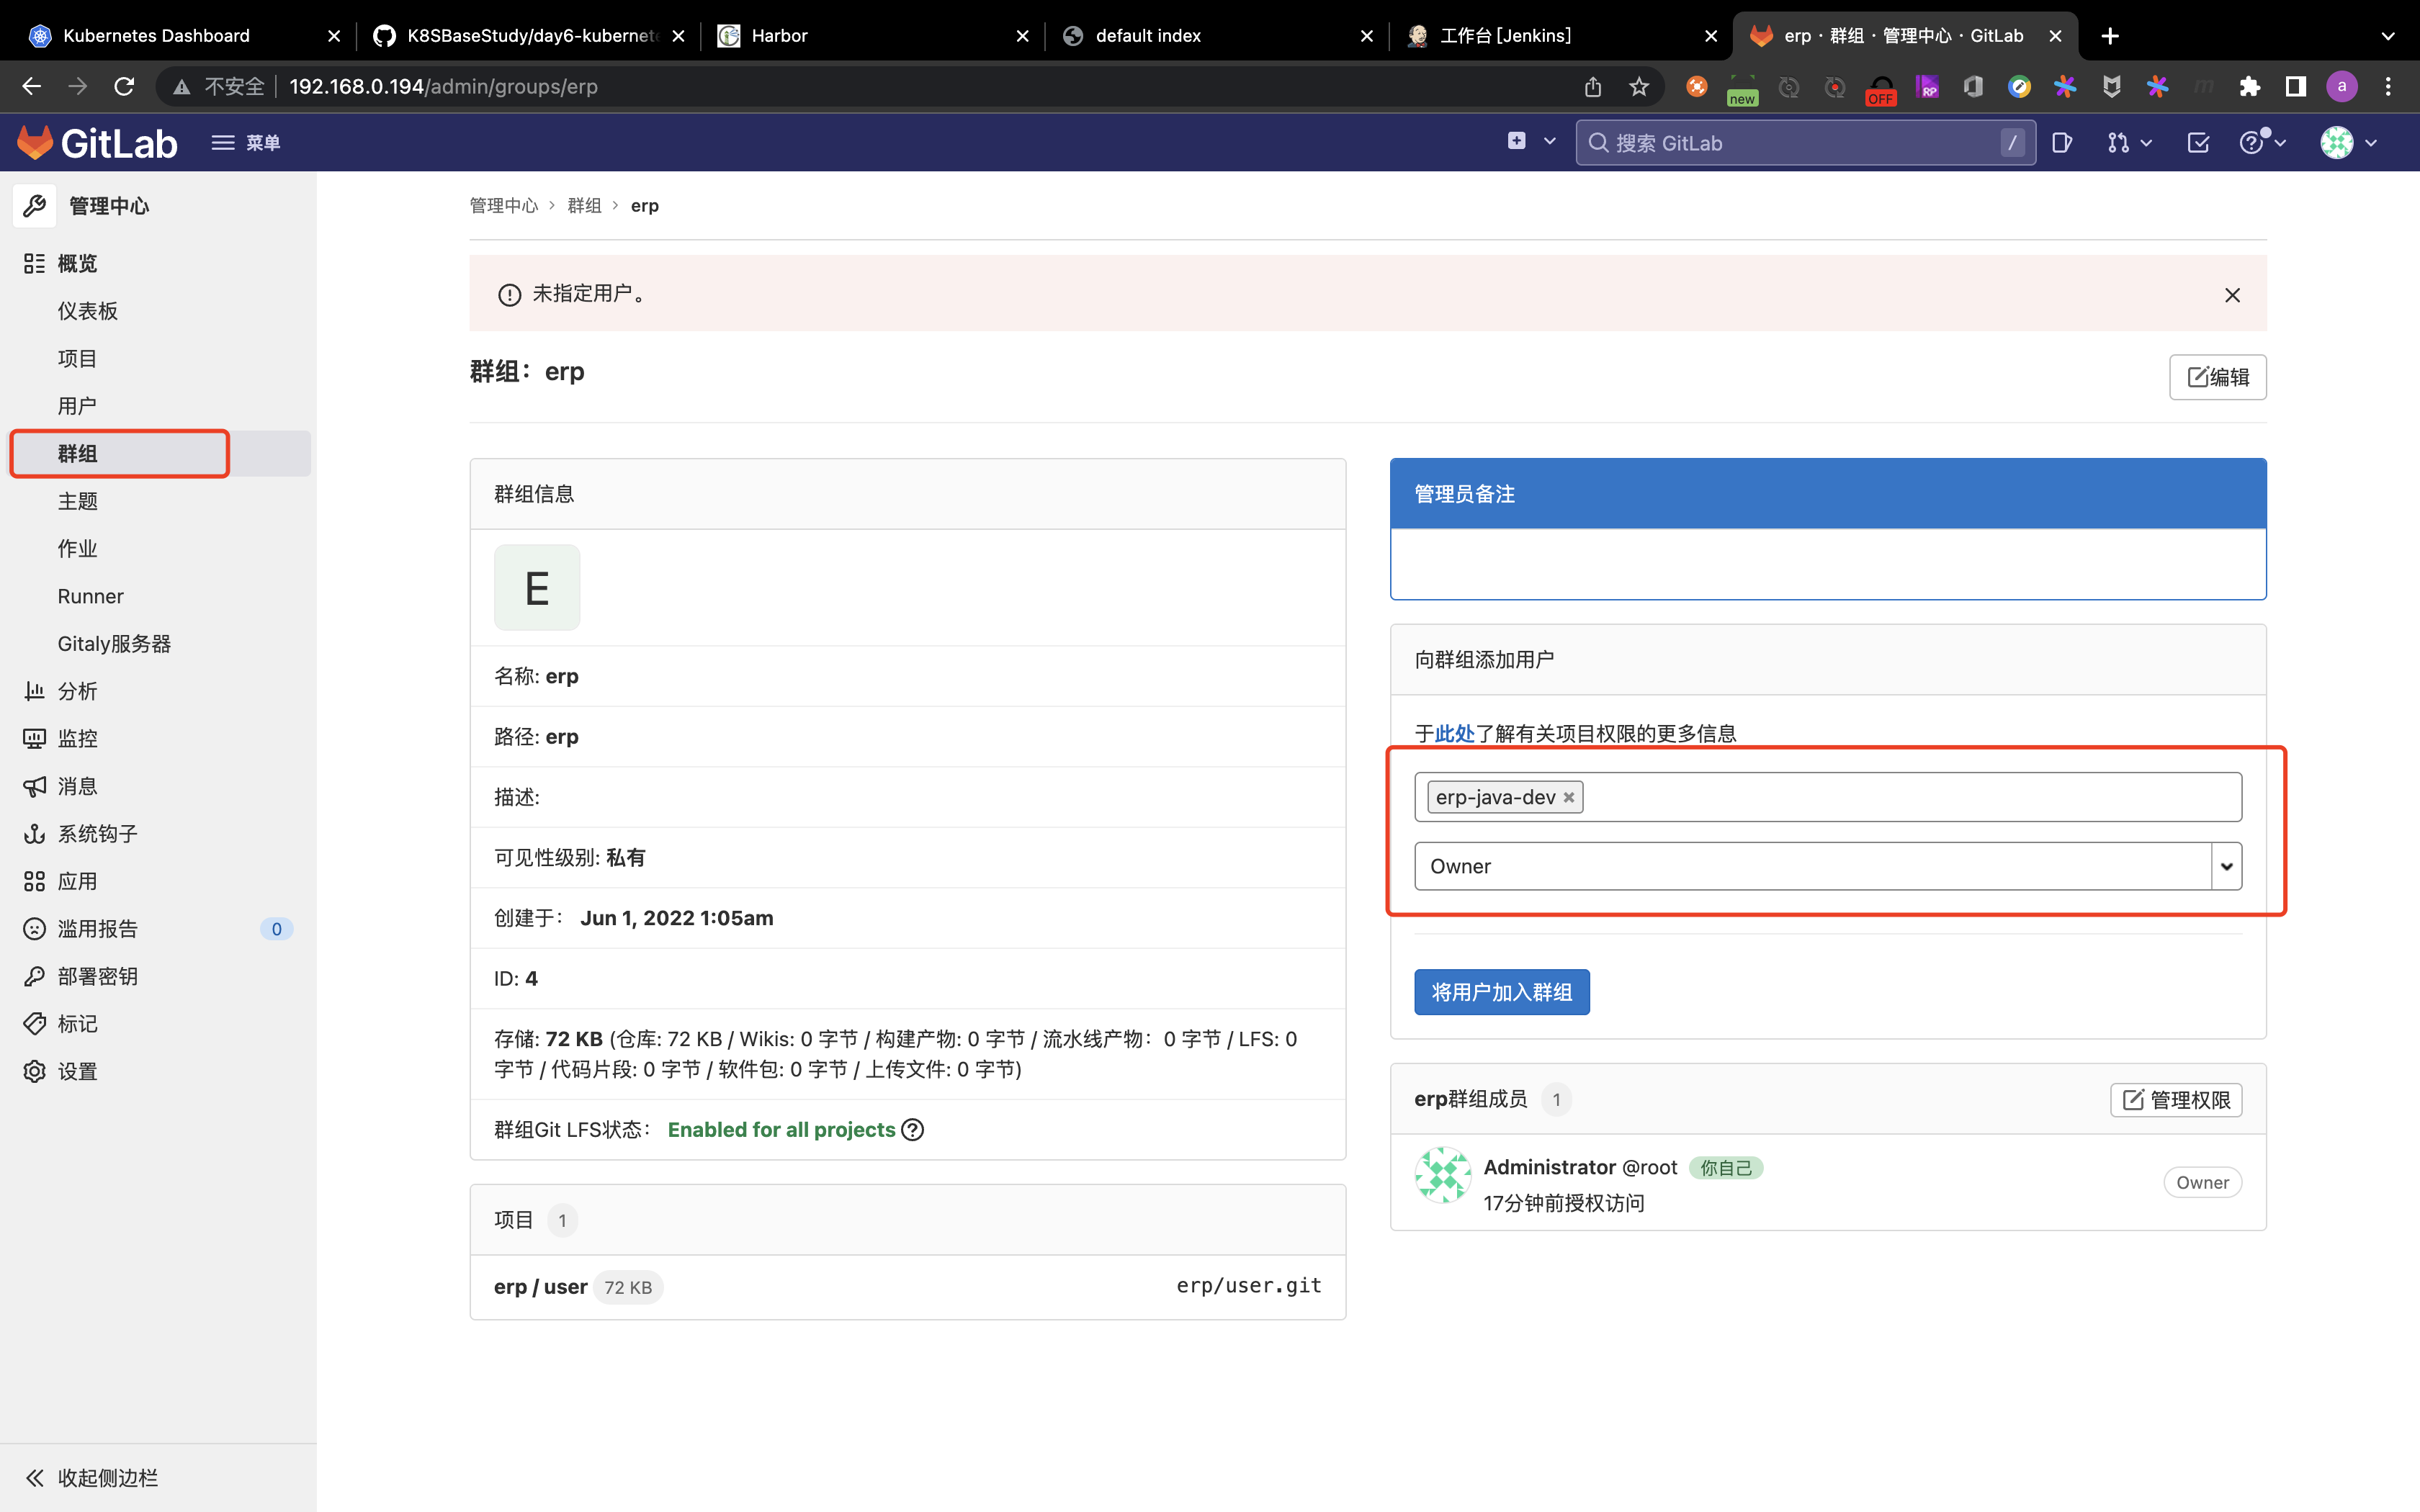 Kubernetes Dashboard
K8SBaseStudy/day6-kubernete
Harbor
default index
工作台 [Jenkins]
erp · 群组 · 管理中心 · GitLab
不安全
192.168.0.194/admin/groups/erp
new
OFF
RP
a
GitLab
菜单
搜索 GitLab
/
管理中心
概览
仪表板
项目
用户
群组
主题
作业
Runner
Gitaly服务器
分析
监控
消息
系统钩子
应用
滥用报告
0
部署密钥
标记
设置
收起侧边栏
管理中心 › 群组 › erp
未指定用户。
群组：erp
编辑
群组信息
E
名称: erp
路径: erp
描述:
可见性级别: 私有
创建于： Jun 1, 2022 1:05am
ID: 4
存储: 72 KB (仓库: 72 KB / Wikis: 0 字节 / 构建产物: 0 字节 / 流水线产物：0 字节 / LFS: 0
字节 / 代码片段: 0 字节 / 软件包: 0 字节 / 上传文件: 0 字节)
群组Git LFS状态： Enabled for all projects
项目 1
erp / user 72 KB erp/user.git
管理员备注
向群组添加用户
于此处了解有关项目权限的更多信息
erp-java-dev
Owner
将用户加入群组
erp群组成员 1
管理权限
Administrator @root 你自己
17分钟前授权访问
Owner